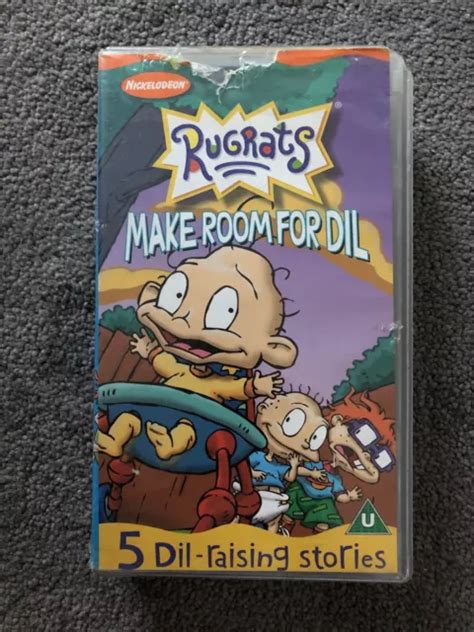 NICKELODEON
RUGRATS
®
MAKE ROOM FOR DIL
U
5 Dil-raising stories